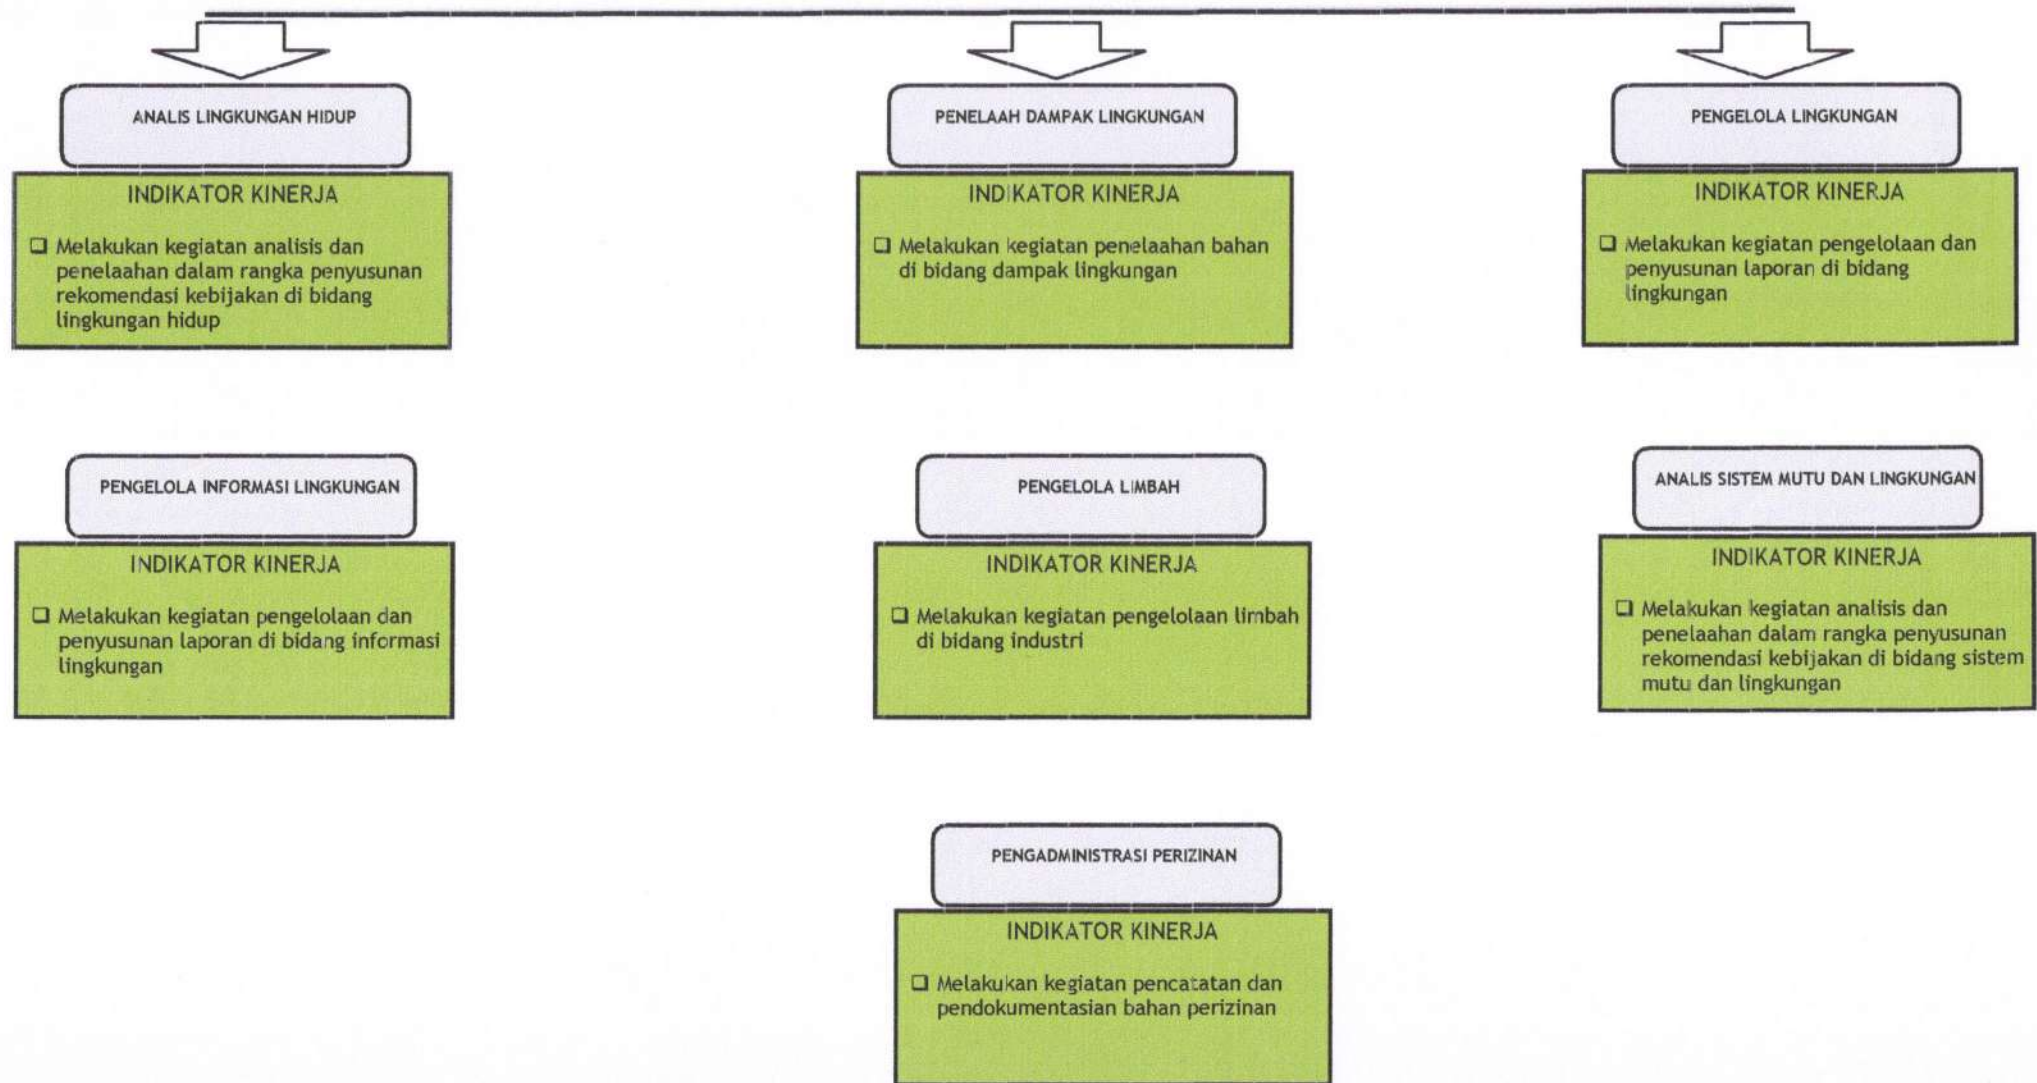 ANALIS LINGKUNGAN HIDUP
INDIKATOR KINERJA
❑ Melakukan kegiatan analisis dan
penelaahan dalam rangka penyusunan
rekomendasi kebijakan di bidang
lingkungan hidup
PENELAAH DAMPAK LINGKUNGAN
INDIKATOR KINERJA
❑ Melakukan kegiatan penelaahan bahan
di bidang dampak lingkungan
PENGELOLA LINGKUNGAN
INDIKATOR KINERJA
❑ Melakukan kegiatan pengelolaan dan
penyusunan laporan di bidang
lingkungan
PENGELOLA INFORMASI LINGKUNGAN
INDIKATOR KINERJA
❑ Melakukan kegiatan pengelolaan dan
penyusunan laporan di bidang informasi
lingkungan
PENGELOLA LIMBAH
INDIKATOR KINERJA
❑ Melakukan kegiatan pengelolaan limbah
di bidang industri
ANALIS SISTEM MUTU DAN LINGKUNGAN
INDIKATOR KINERJA
❑ Melakukan kegiatan analisis dan
penelaahan dalam rangka penyusunan
rekomendasi kebijakan di bidang sistem
mutu dan lingkungan
PENGADMINISTRASI PERIZINAN
INDIKATOR KINERJA
❑ Melakukan kegiatan pencatatan dan
pendokumentasian bahan perizinan